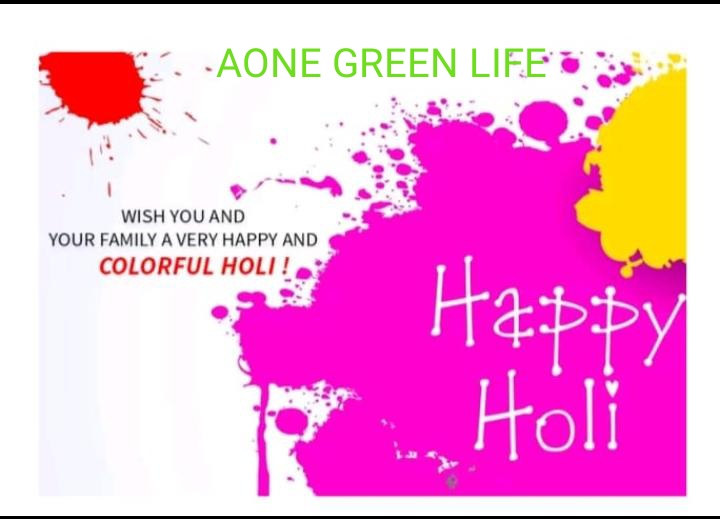 AONE GREEN LIFE
WISH YOU AND
YOUR FAMILY A VERY HAPPY AND
COLORFUL HOLI !
Happy
Holi